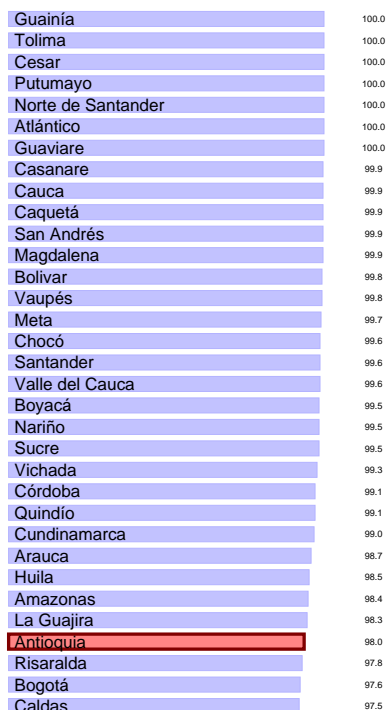 Guainía 100.0
Tolima 100.0
Cesar 100.0
Putumayo 100.0
Norte de Santander 100.0
Atlántico 100.0
Guaviare 100.0
Casanare 99.9
Cauca 99.9
Caquetá 99.9
San Andrés 99.9
Magdalena 99.9
Bolivar 99.8
Vaupés 99.8
Meta 99.7
Chocó 99.6
Santander 99.6
Valle del Cauca 99.6
Boyacá 99.5
Nariño 99.5
Sucre 99.5
Vichada 99.3
Córdoba 99.1
Quindío 99.1
Cundinamarca 99.0
Arauca 98.7
Huila 98.5
Amazonas 98.4
La Guajira 98.3
Antioquia 98.0
Risaralda 97.8
Bogotá 97.6
Caldas 97.5